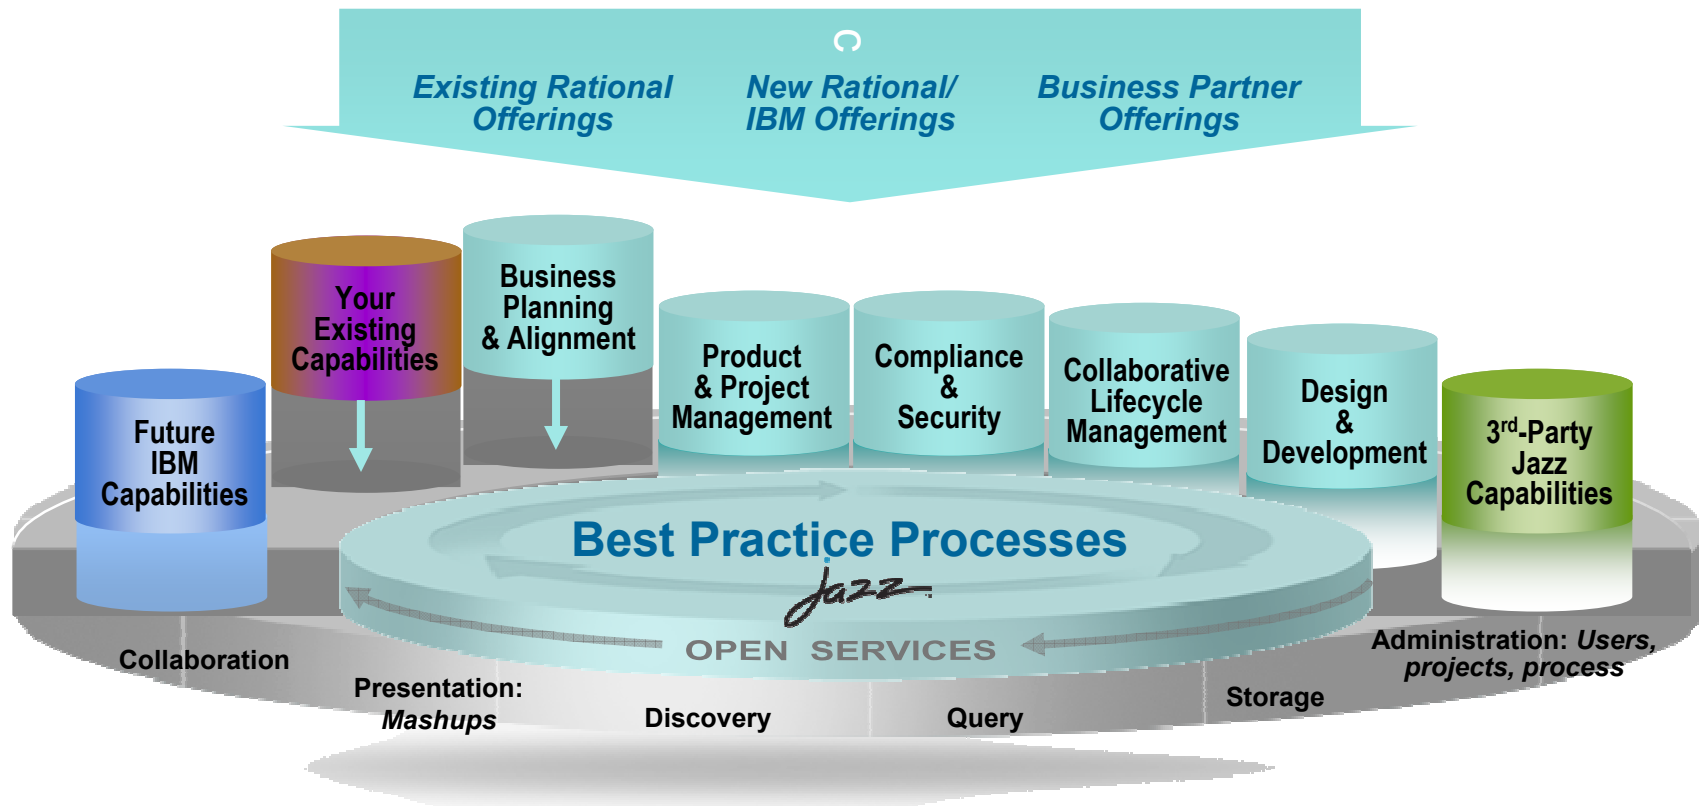 C
Existing Rational
Offerings
New Rational/
IBM Offerings
Business Partner
Offerings
Future
IBM
Capabilities
Your
Existing
Capabilities
Business
Planning
& Alignment
Product
& Project
Management
Compliance
&
Security
Collaborative
Lifecycle
Management
Design
&
Development
3rd-Party
Jazz
Capabilities
Best Practice Processes
Jazz
OPEN SERVICES
Collaboration
Presentation:
Mashups
Discovery
Query
Storage
Administration: Users,
projects, process